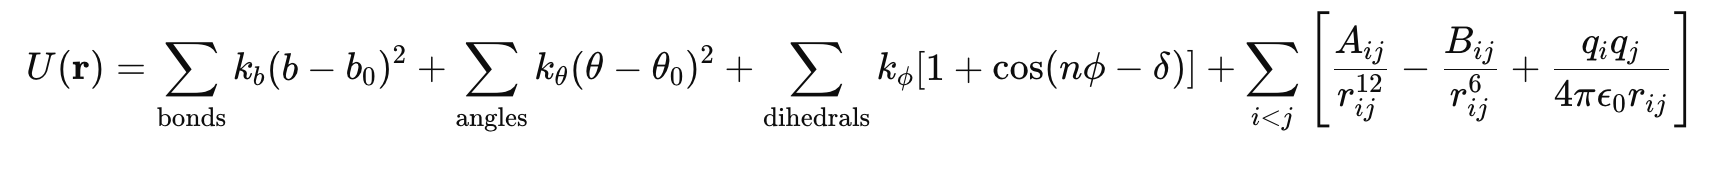 U(𝐫) = ∑_{bonds} k_b(b − b_0)^2 + ∑_{angles} k_θ(θ − θ_0)^2 + ∑_{dihedrals} k_ϕ[1 + cos(nϕ − δ)] + ∑_{i<j} [ A_{ij}/r_{ij}^{12} − B_{ij}/r_{ij}^6 + q_i q_j/(4πϵ_0 r_{ij}) ]